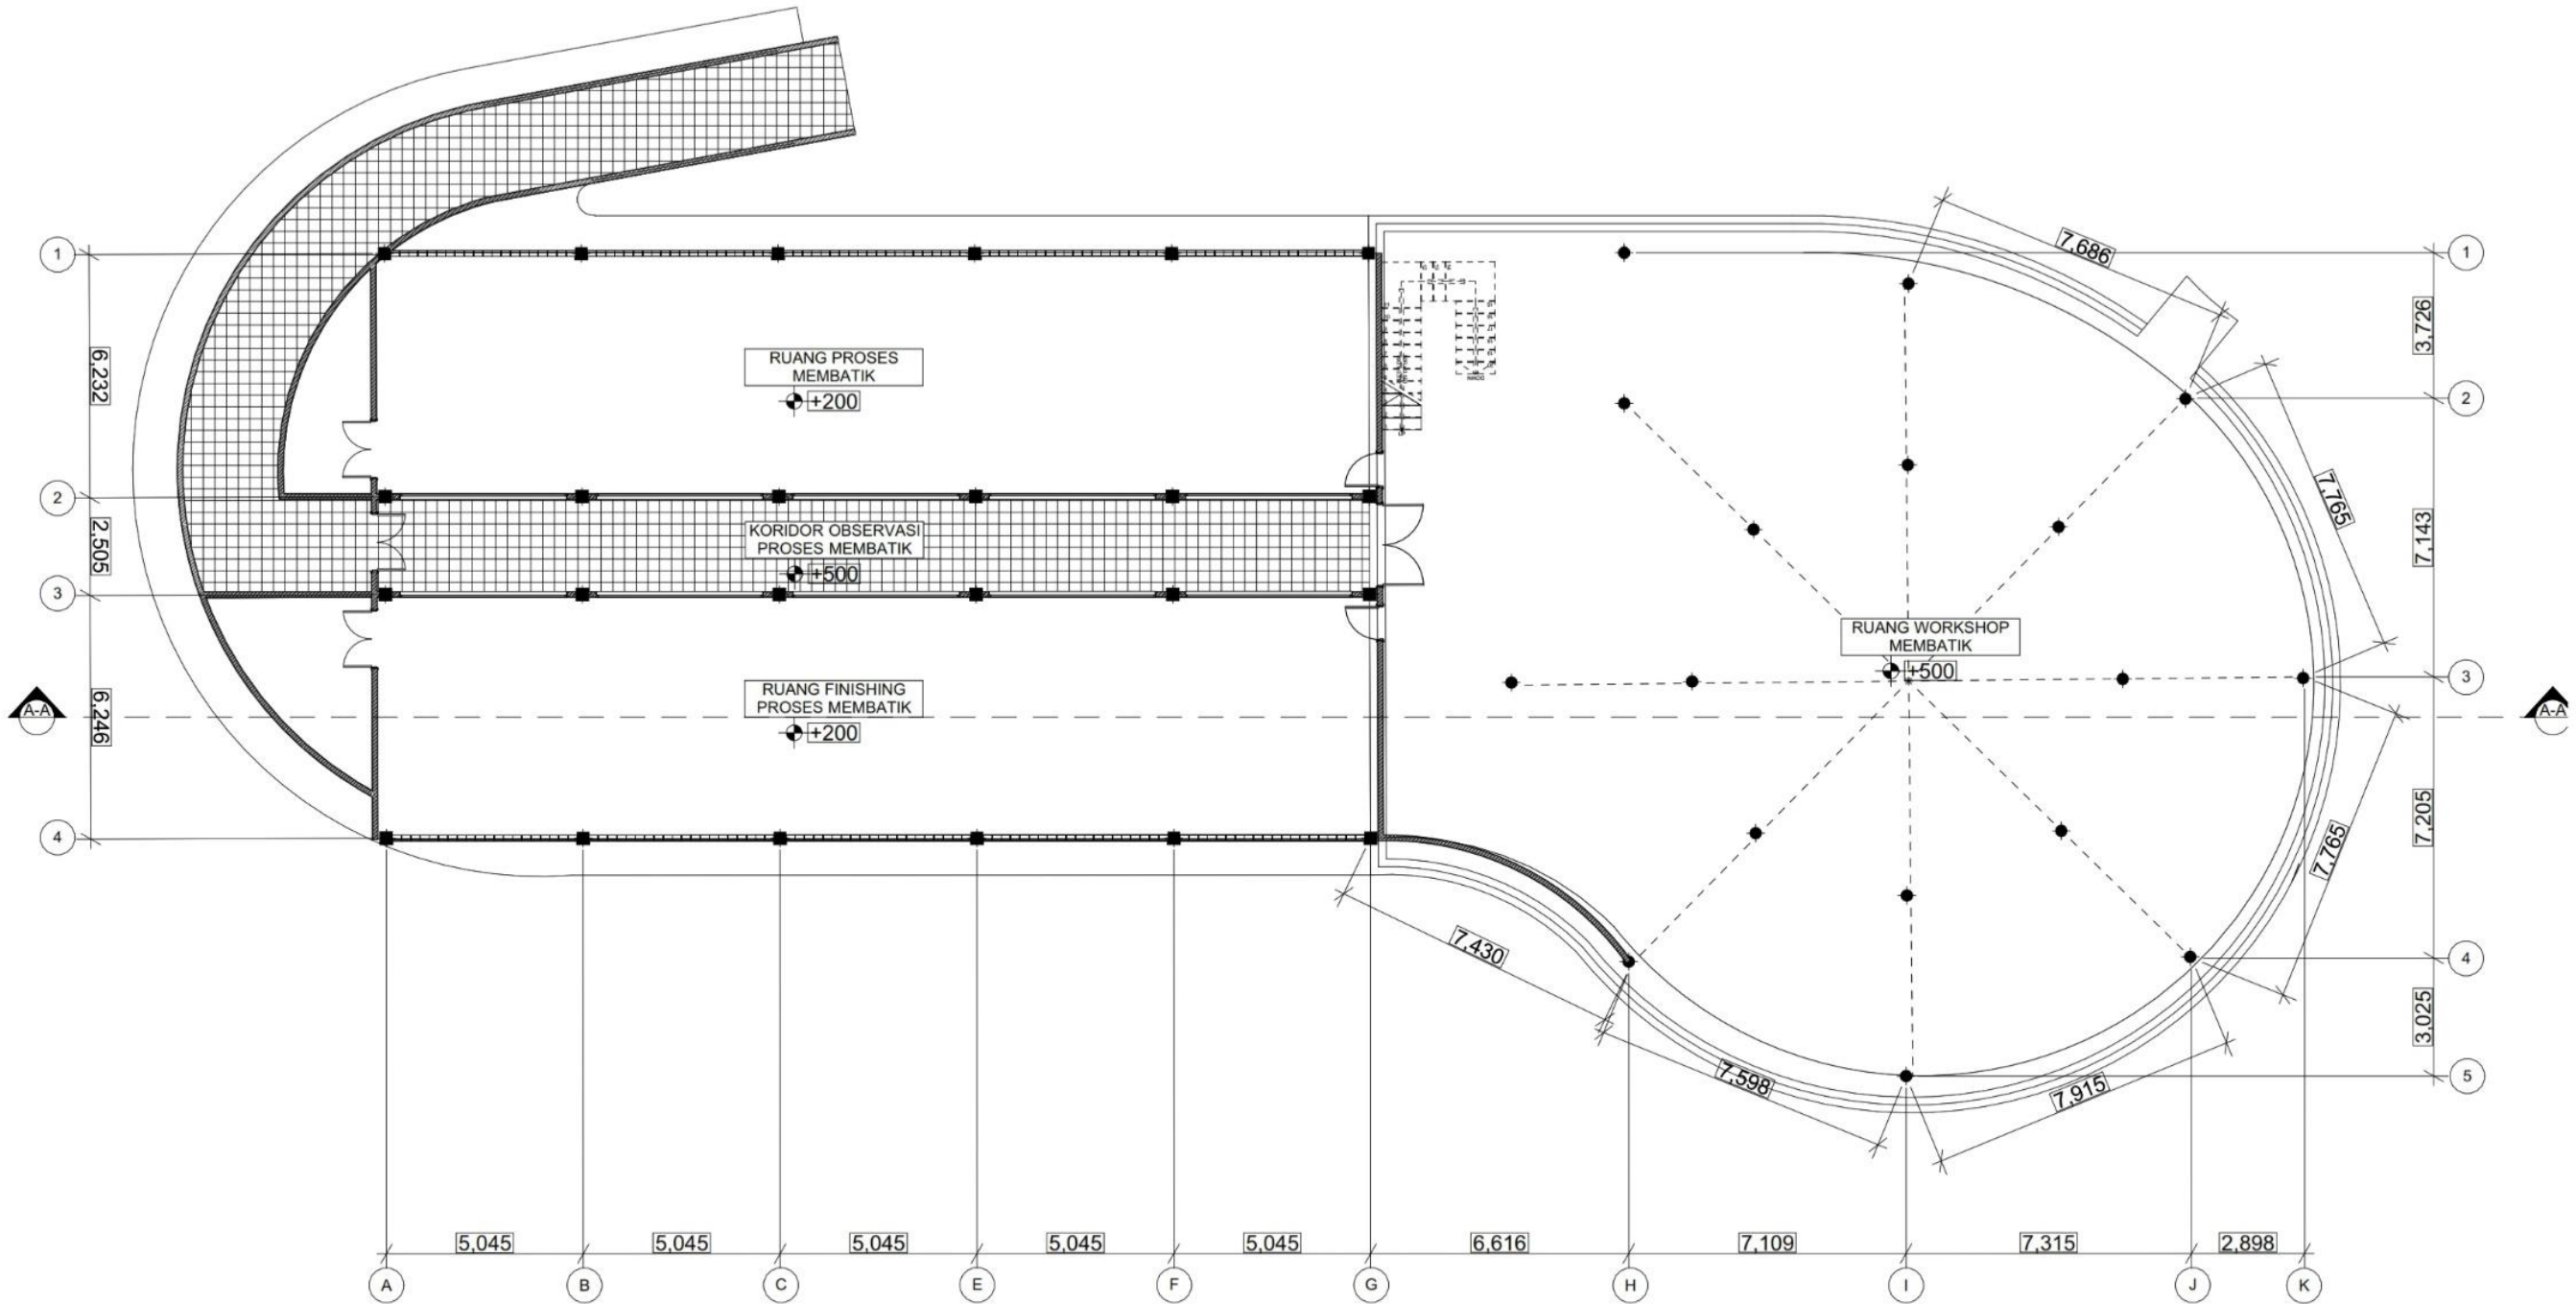 1
1
7,686
3,726
RUANG PROSES
MEMBATIK
+200
6,232
2
2
7,765
7,143
2,505
KORIDOR OBSERVASI
PROSES MEMBATIK
+500
3
RUANG WORKSHOP
MEMBATIK
+500
3
RUANG FINISHING
PROSES MEMBATIK
+200
6,246
A-A
A-A
7,205
7,765
4
7,430
4
3,025
7,598
7,915
5
5,045
5,045
5,045
5,045
5,045
6,616
7,109
7,315
2,898
A
B
C
E
F
G
H
I
J
K